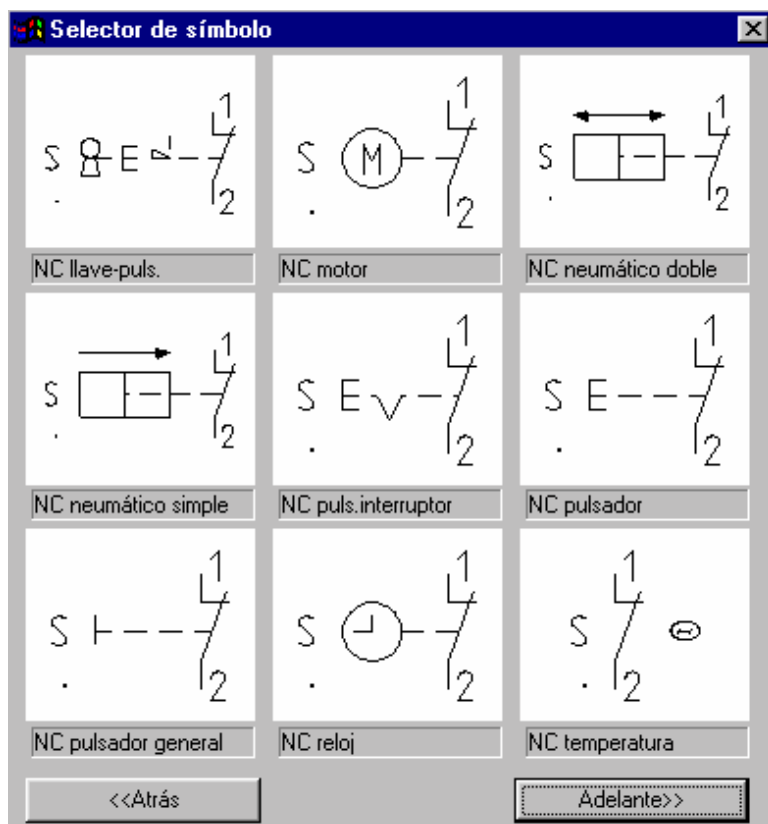 Selector de símbolo
1
S E
. 2
NC llave-puls.
1
S M
. 2
NC motor
1
S
. 2
NC neumático doble
1
S
. 2
NC neumático simple
1
S E
. 2
NC puls.interruptor
1
S E
. 2
NC pulsador
1
S
. 2
NC pulsador general
1
S
. 2
NC reloj
1
S
. 2
NC temperatura
<<Atrás
Adelante>>